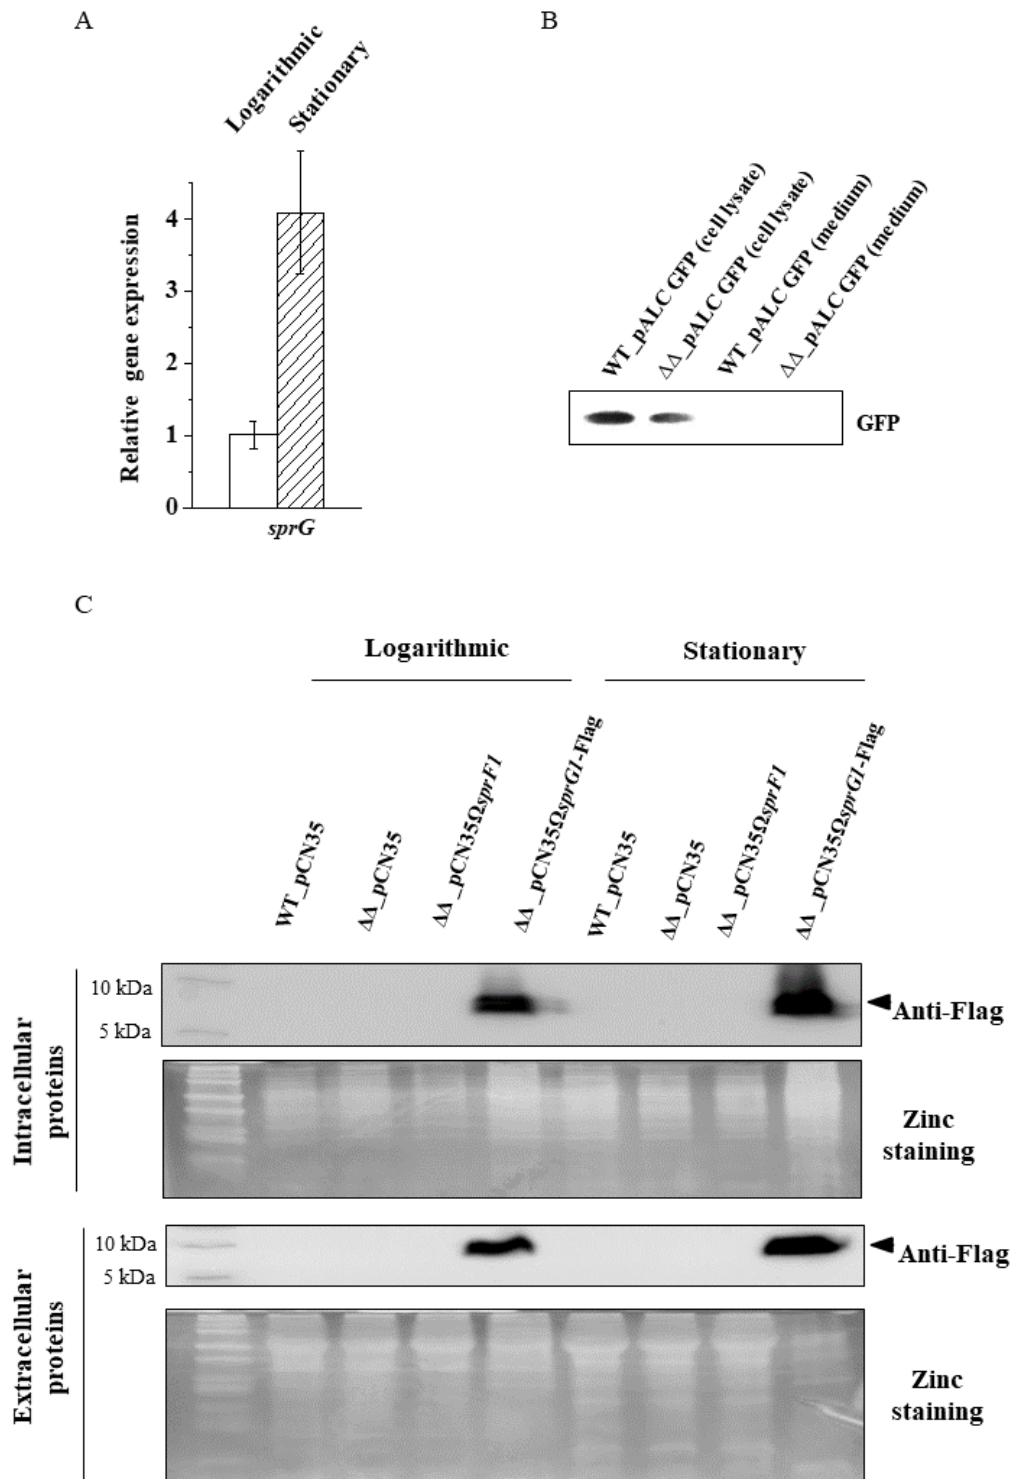 A
B
Logarithmic
Stationary
4
3
2
1
0
Relative gene expression
sprG
WT_pALC GFP (cell lysate)
ΔΔ_pALC GFP (cell lysate)
WT_pALC GFP (medium)
ΔΔ_pALC GFP (medium)
GFP
C
Logarithmic
Stationary
WT_pCN35
ΔΔ_pCN35
ΔΔ_pCN35ΩsprF1
ΔΔ_pCN35ΩsprG1-Flag
WT_pCN35
ΔΔ_pCN35
ΔΔ_pCN35ΩsprF1
ΔΔ_pCN35ΩsprG1-Flag
Intracellular
proteins
10 kDa
5 kDa
Anti-Flag
Zinc
staining
Extracellular
proteins
10 kDa
5 kDa
Anti-Flag
Zinc
staining